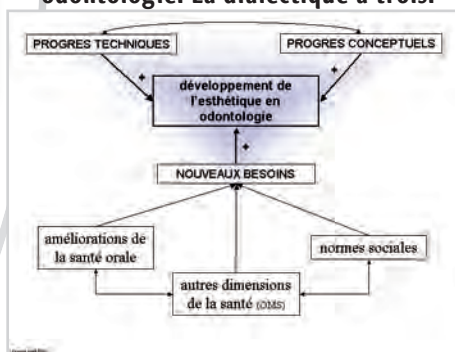 odontologie. La dialectique à trois.
PROGRES TECHNIQUES
PROGRES CONCEPTUELS
+
+
développement de
l'esthétique en
odontologie
+
NOUVEAUX BESOINS
améliorations de
la santé orale
normes sociales
autres dimensions
de la santé (OMS)